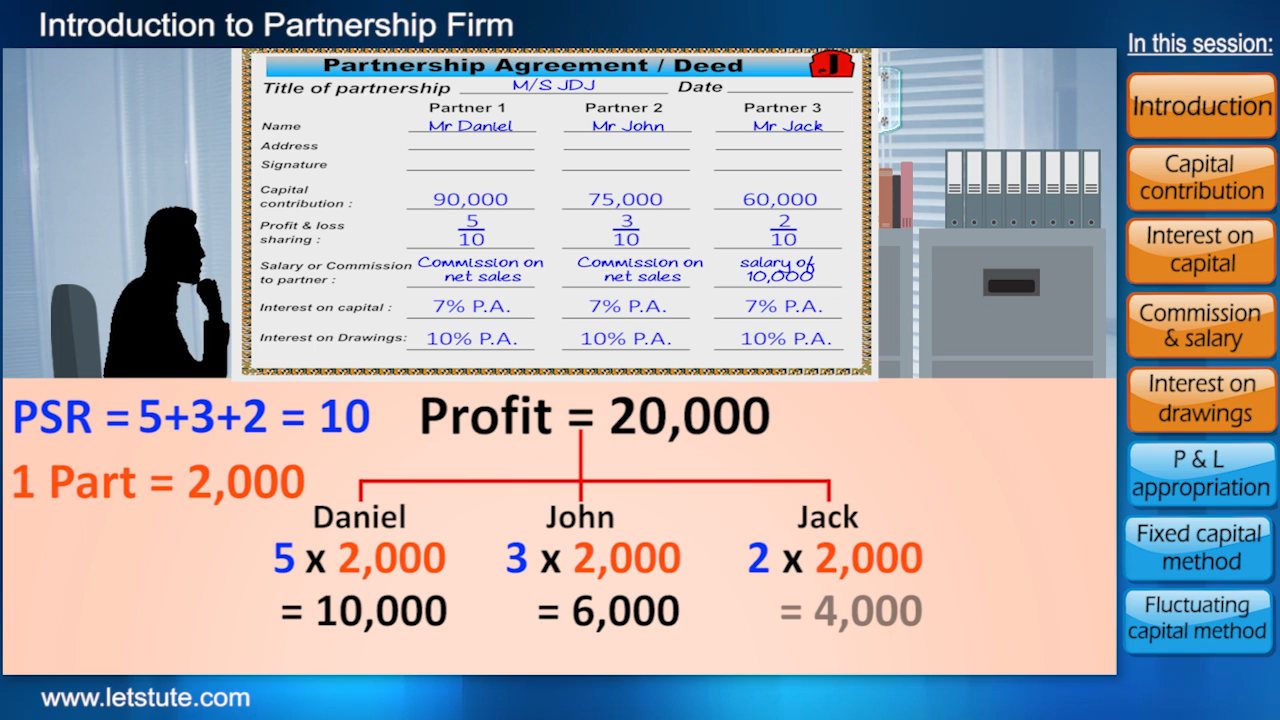 Introduction to Partnership Firm
In this session:
Partnership Agreement / Deed
J
Title of partnership M/S JDJ Date
Partner 1 Partner 2 Partner 3
Name Mr Daniel Mr John Mr Jack
Address
Signature
Capital
contribution : 90,000 75,000 60,000
Profit & loss
sharing : 5/10 3/10 2/10
Salary or Commission Commission on Commission on salary of
to partner : net sales net sales 10,000
Interest on capital : 7% P.A. 7% P.A. 7% P.A.
Interest on Drawings: 10% P.A. 10% P.A. 10% P.A.
PSR = 5+3+2 = 10
Profit = 20,000
1 Part = 2,000
Daniel John Jack
5 x 2,000 3 x 2,000 2 x 2,000
= 10,000 = 6,000 = 4,000
Introduction
Capital
contribution
Interest on
capital
Commission
& salary
Interest on
drawings
P & L
appropriation
Fixed capital
method
Fluctuating
capital method
www.letstute.com